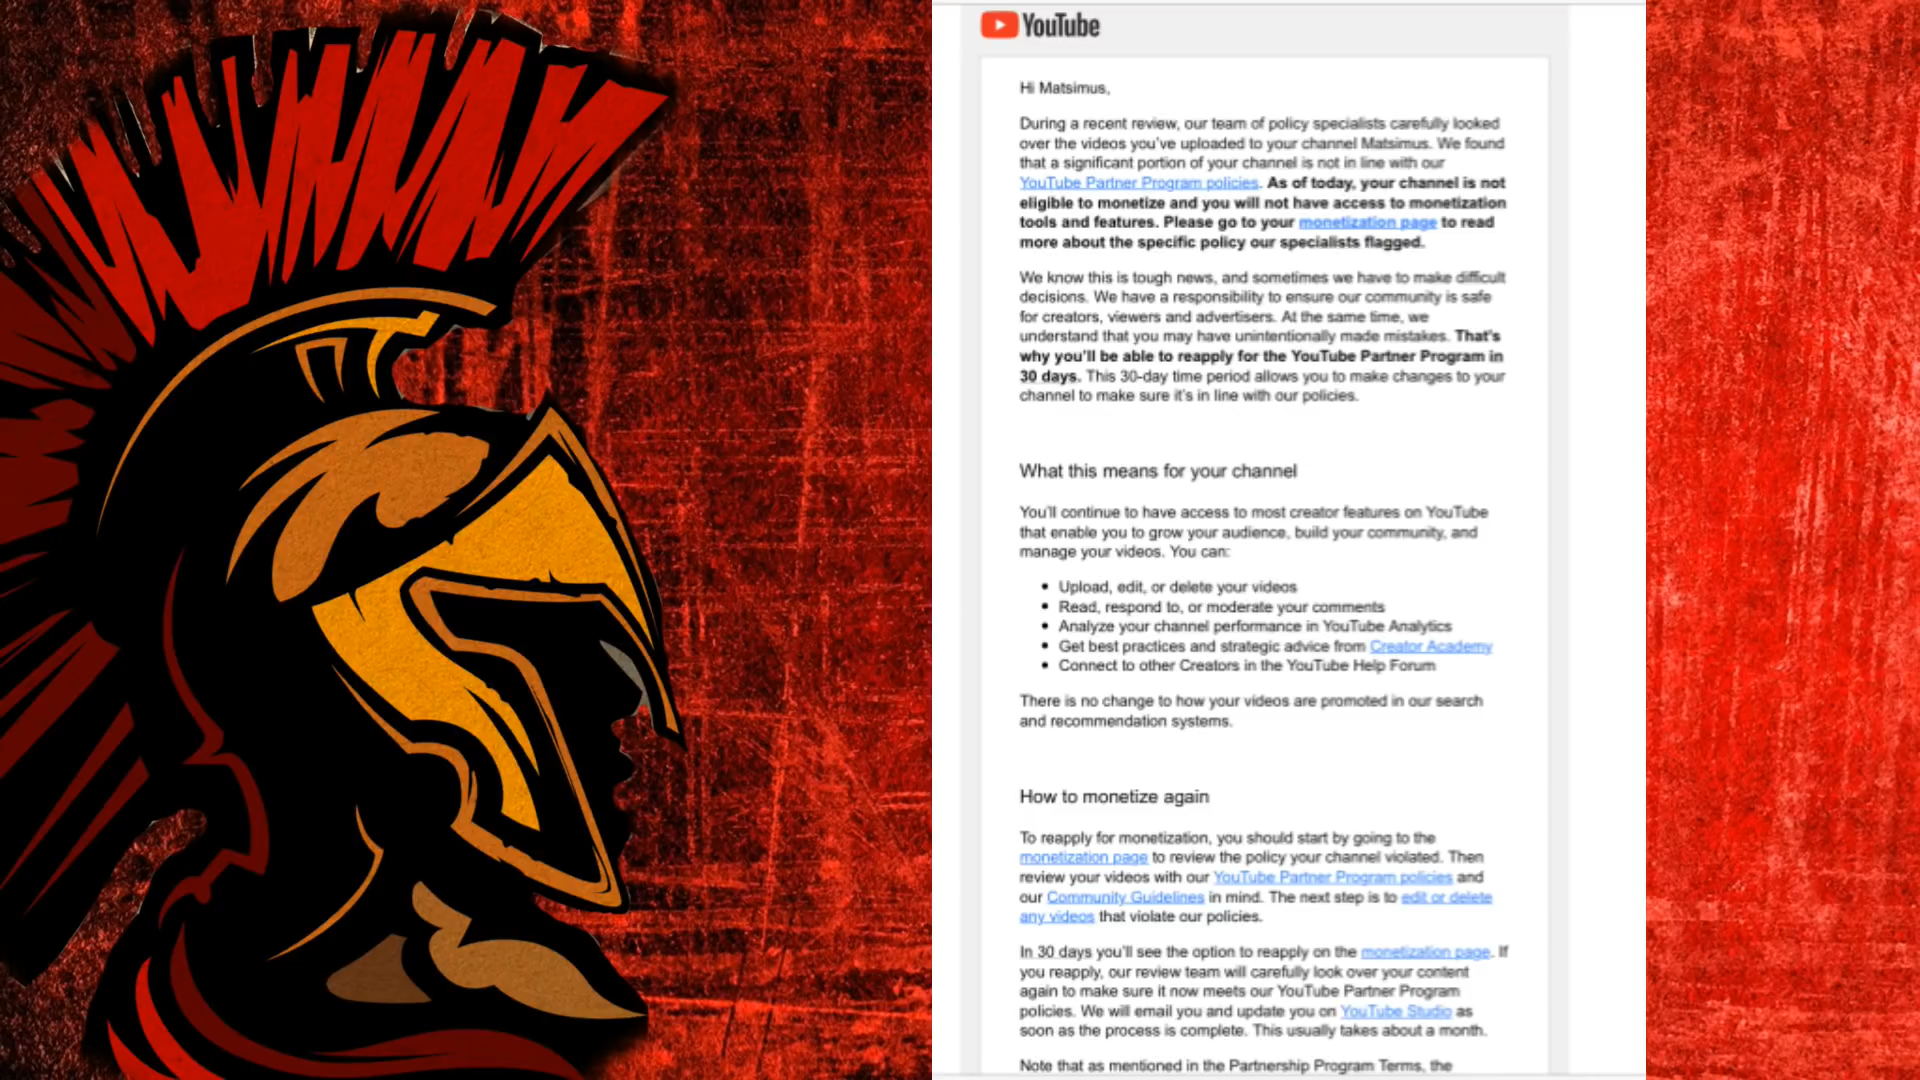 YouTube
Hi Matsimus,
During a recent review, our team of policy specialists carefully looked
over the videos you've uploaded to your channel Matsimus. We found
that a significant portion of your channel is not in line with our
YouTube Partner Program policies. As of today, your channel is not
eligible to monetize and you will not have access to monetization
tools and features. Please go to your monetization page to read
more about the specific policy our specialists flagged.
We know this is tough news, and sometimes we have to make difficult
decisions. We have a responsibility to ensure our community is safe
for creators, viewers and advertisers. At the same time, we
understand that you may have unintentionally made mistakes. That's
why you'll be able to reapply for the YouTube Partner Program in
30 days. This 30-day time period allows you to make changes to your
channel to make sure it's in line with our policies.
What this means for your channel
You'll continue to have access to most creator features on YouTube
that enable you to grow your audience, build your community, and
manage your videos. You can:
• Upload, edit, or delete your videos
• Read, respond to, or moderate your comments
• Analyze your channel performance in YouTube Analytics
• Get best practices and strategic advice from Creator Academy
• Connect to other Creators in the YouTube Help Forum
There is no change to how your videos are promoted in our search
and recommendation systems.
How to monetize again
To reapply for monetization, you should start by going to the
monetization page to review the policy your channel violated. Then
review your videos with our YouTube Partner Program policies and
our Community Guidelines in mind. The next step is to edit or delete
any videos that violate our policies.
In 30 days you'll see the option to reapply on the monetization page. If
you reapply, our review team will carefully look over your content
again to make sure it now meets our YouTube Partner Program
policies. We will email you and update you on YouTube Studio as
soon as the process is complete. This usually takes about a month.
Note that as mentioned in the Partnership Program Terms, the